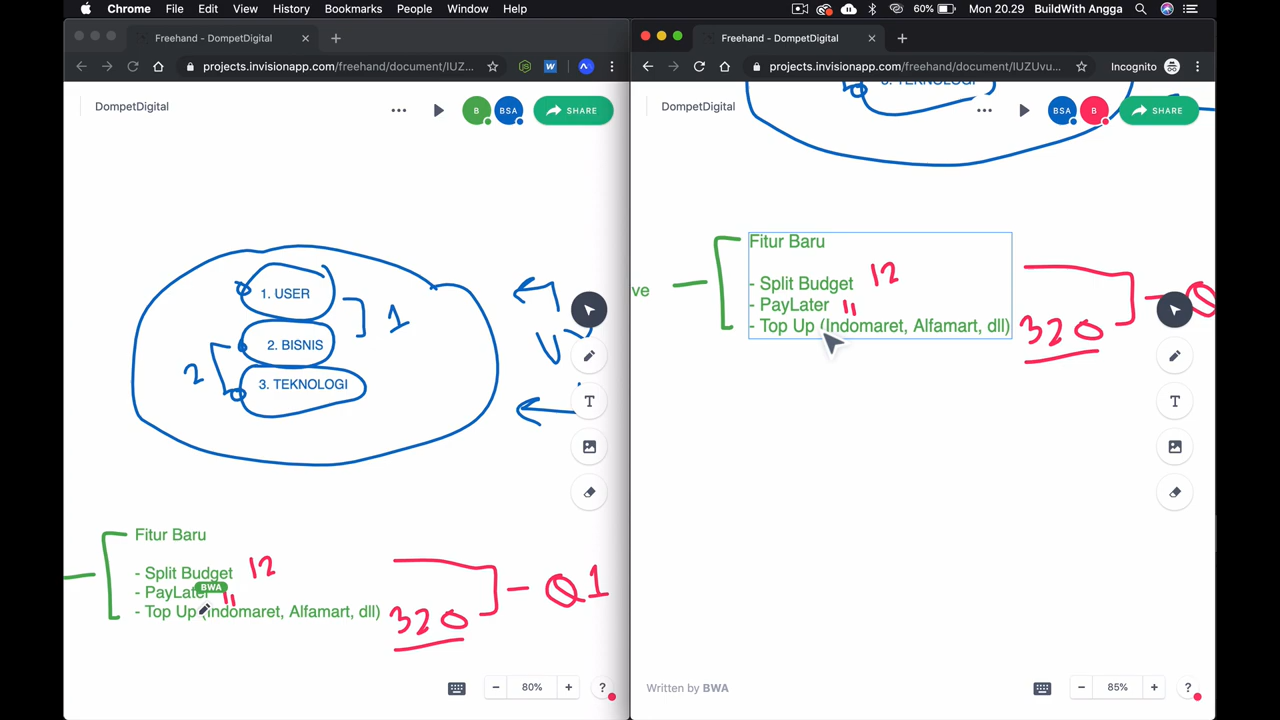 Chrome File Edit View History Bookmarks People Window Help 60% Mon 20.29 BuildWith Angga
Freehand - DompetDigital
projects.invisionapp.com/freehand/document/IUZ...
DompetDigital
B BSA SHARE
1. USER
2. BISNIS
3. TEKNOLOGI
1
2
Fitur Baru
- Split Budget 12
- PayLater 11
BWA
- Top Up (Indomaret, Alfamart, dll)
320
Q1
T
80%
?
Freehand - DompetDigital
projects.invisionapp.com/freehand/document/IUZUvu...
Incognito
DompetDigital
BSA B SHARE
3. TEKNOLOGI
ve
Fitur Baru
- Split Budget 12
- PayLater 11
- Top Up (Indomaret, Alfamart, dll)
320
Q
T
Written by BWA
85%
?